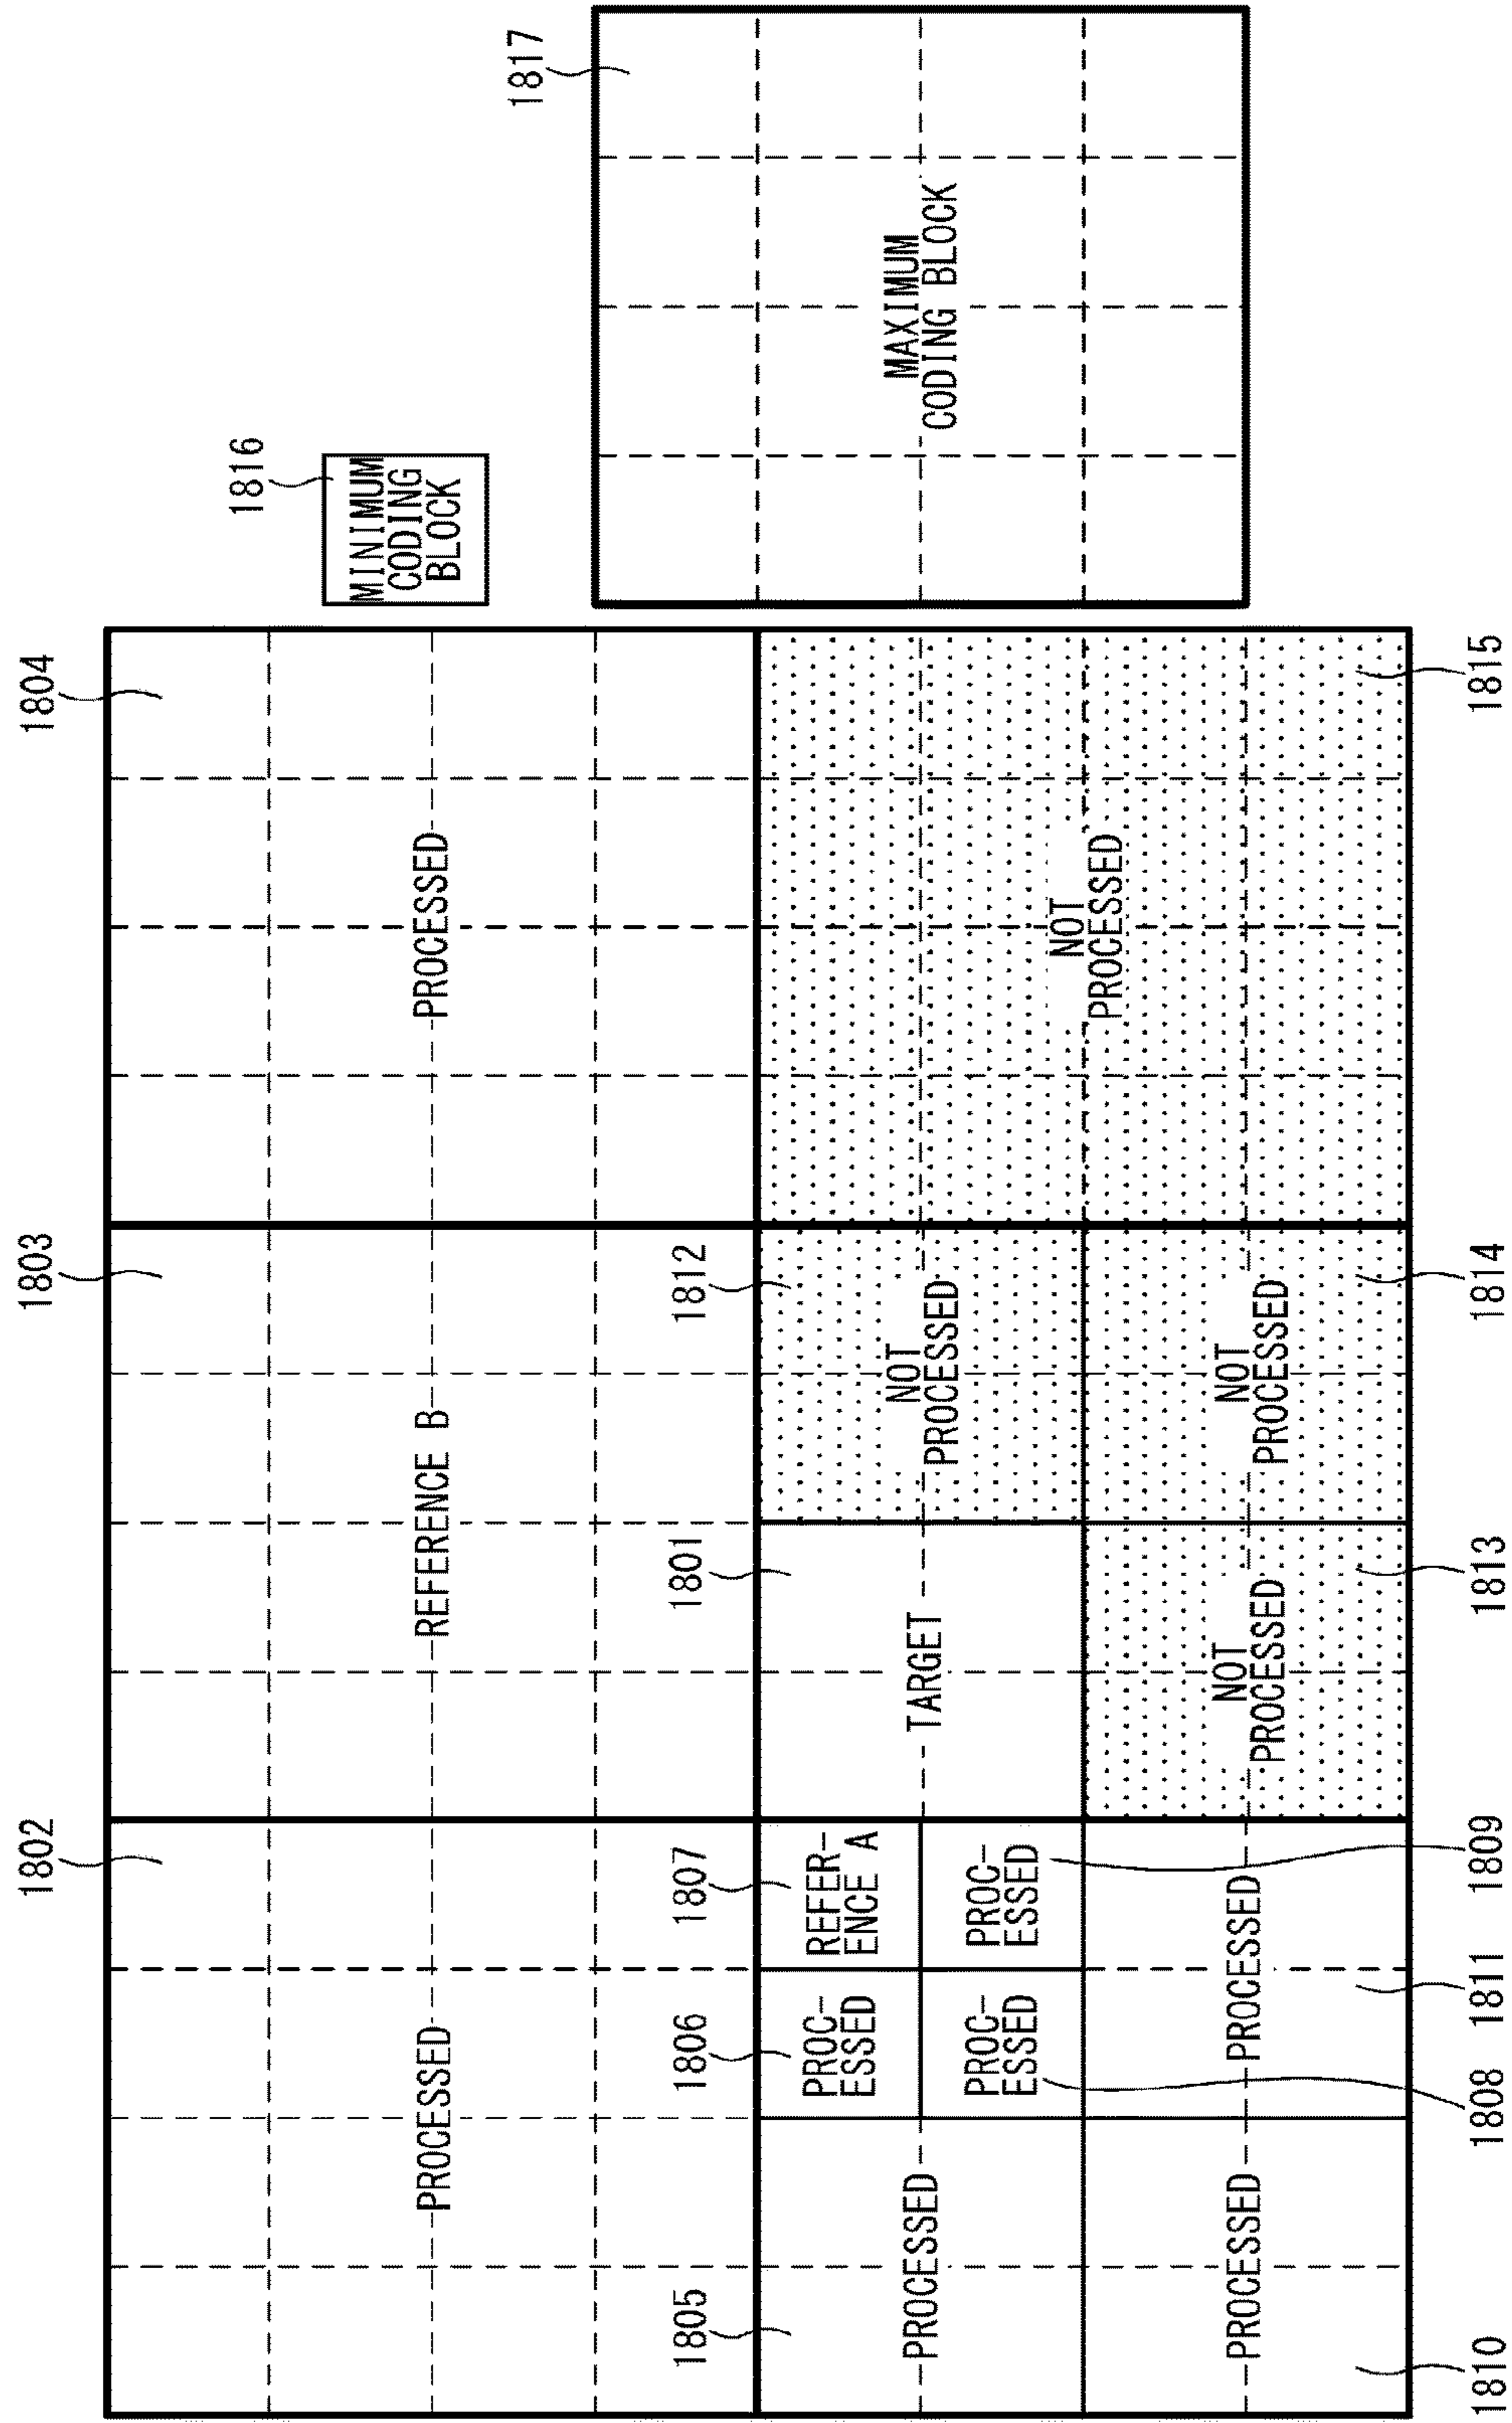 1802
1803
1804
PROCESSED
REFERENCE B
PROCESSED
1816
MINIMUM
CODING
BLOCK
1817
MAXIMUM
CODING BLOCK
1805
1806
1807
1801
1812
PROCESSED
PROC-
ESSED
REFER-
ENCE A
PROC-
ESSED
PROC-
ESSED
TARGET
NOT
PROCESSED
NOT
PROCESSED
PROCESSED
PROCESSED
NOT
PROCESSED
NOT
PROCESSED
1810
1808
1811
1809
1813
1814
1815